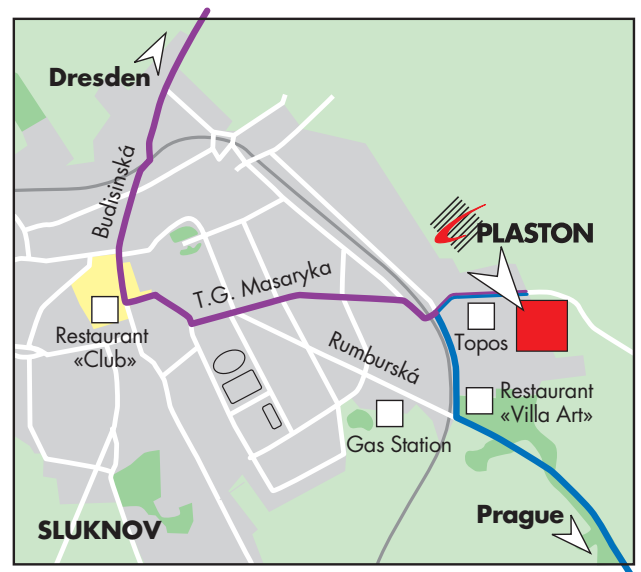 Dresden
Budisinská
PLASTON
T.G. Masaryka
Restaurant
«Club»
Topos
Rumburská
Restaurant
«Villa Art»
Gas Station
Prague
SLUKNOV